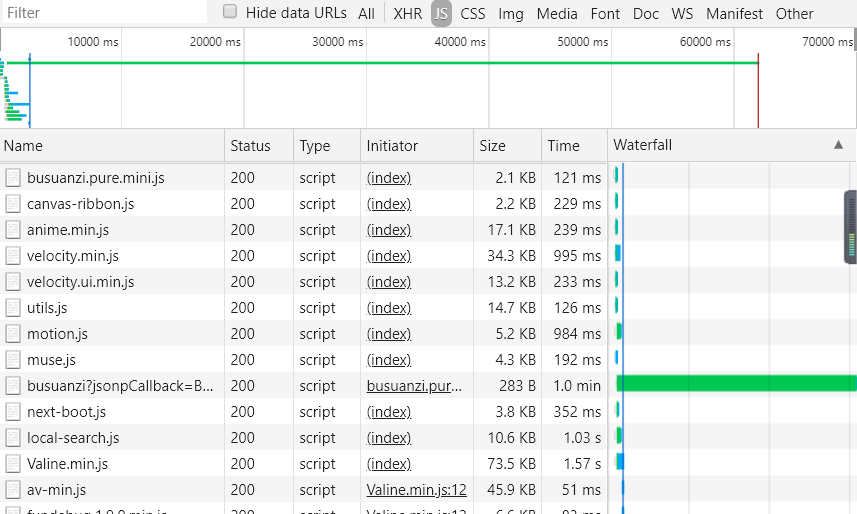 Filter Hide data URLs All XHR JS CSS Img Media Font Doc WS Manifest Other
10000 ms 20000 ms 30000 ms 40000 ms 50000 ms 60000 ms 70000 ms
Name Status Type Initiator Size Time Waterfall ▲
busuanzi.pure.mini.js 200 script (index) 2.1 KB 121 ms
canvas-ribbon.js 200 script (index) 2.2 KB 229 ms
anime.min.js 200 script (index) 17.1 KB 239 ms
velocity.min.js 200 script (index) 34.3 KB 995 ms
velocity.ui.min.js 200 script (index) 13.2 KB 233 ms
utils.js 200 script (index) 14.7 KB 126 ms
motion.js 200 script (index) 5.2 KB 984 ms
muse.js 200 script (index) 4.3 KB 192 ms
busuanzi?jsonpCallback=B... 200 script busuanzi.pur... 283 B 1.0 min
next-boot.js 200 script (index) 3.8 KB 352 ms
local-search.js 200 script (index) 10.6 KB 1.03 s
Valine.min.js 200 script (index) 73.5 KB 1.57 s
av-min.js 200 script Valine.min.js:12 45.9 KB 51 ms